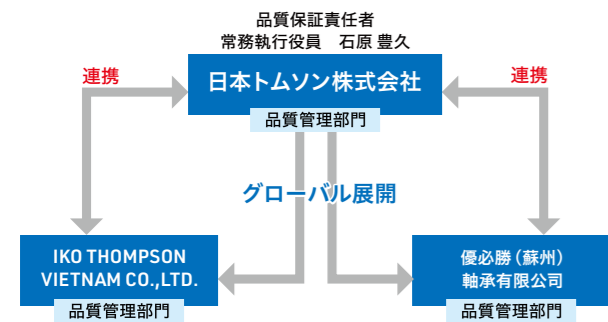 品質保証責任者
常務執行役員　石原 豊久
連携
日本トムソン株式会社
連携
品質管理部門
グローバル展開
IKO THOMPSON
VIETNAM CO.,LTD.
品質管理部門
優必勝（蘇州）
軸承有限公司
品質管理部門